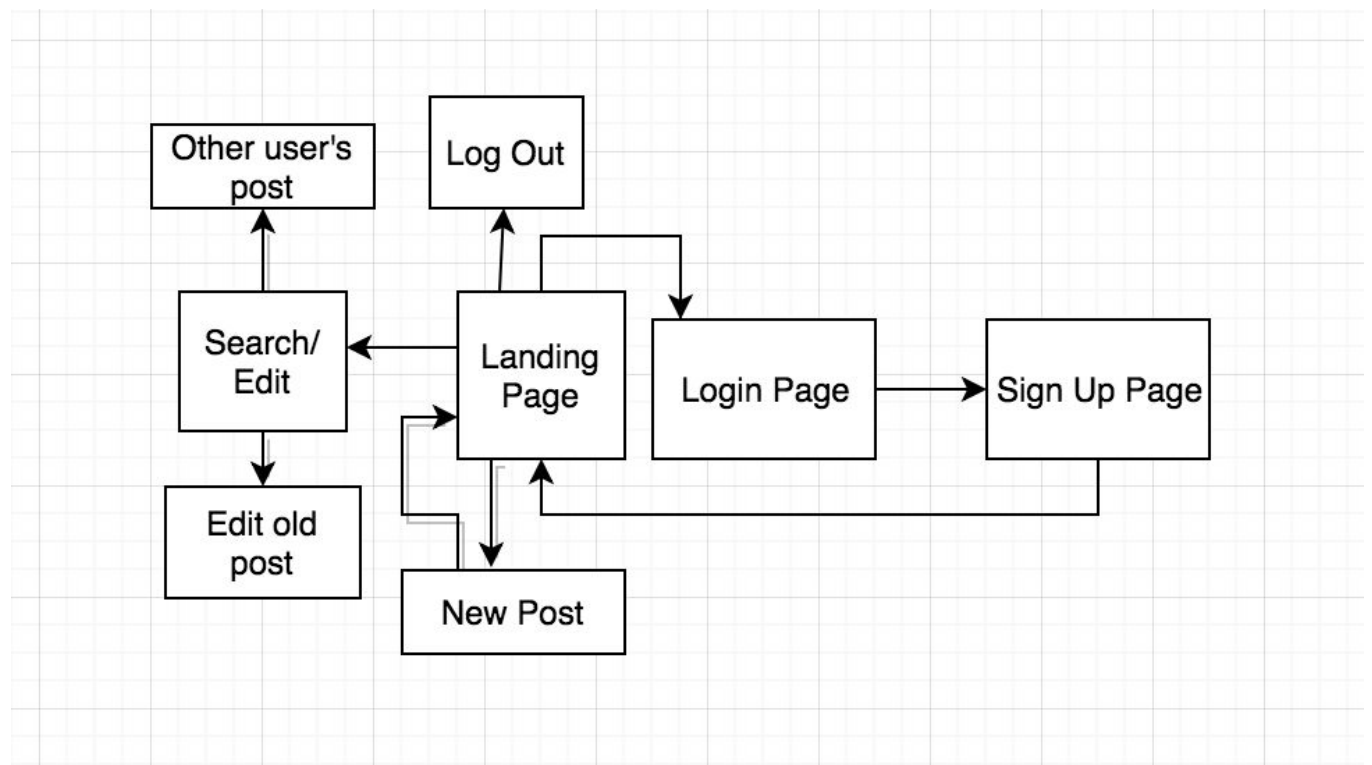 Other user's
post
Log Out
Search/
Edit
Landing
Page
Login Page
Sign Up Page
Edit old
post
New Post